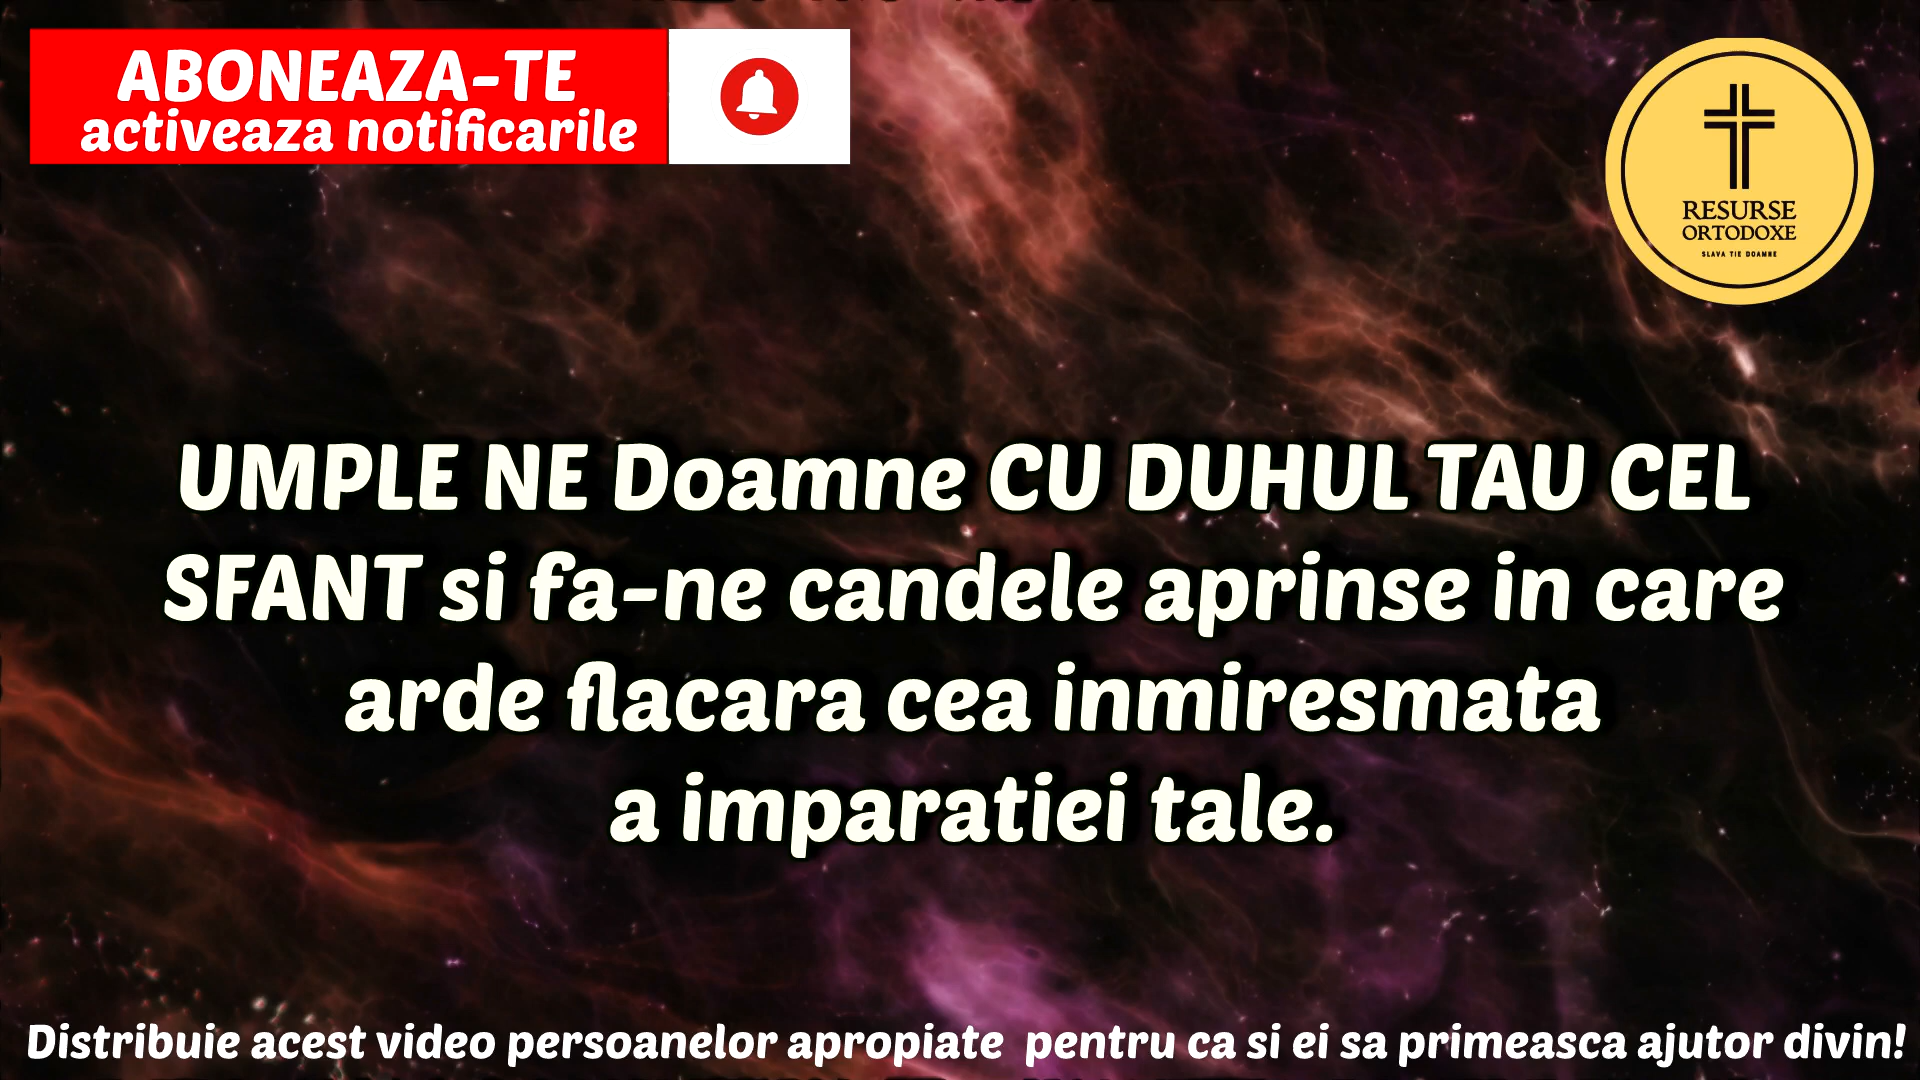 ABONEAZA-TE
activeaza notificarile
RESURSE
ORTODOXE
SLAVA TIE DOAMNE
UMPLE NE Doamne CU DUHUL TAU CEL
SFANT si fa-ne candele aprinse in care
arde flacara cea inmiresmata
a imparatiei tale.
Distribuie acest video persoanelor apropiate pentru ca si ei sa primeasca ajutor divin!